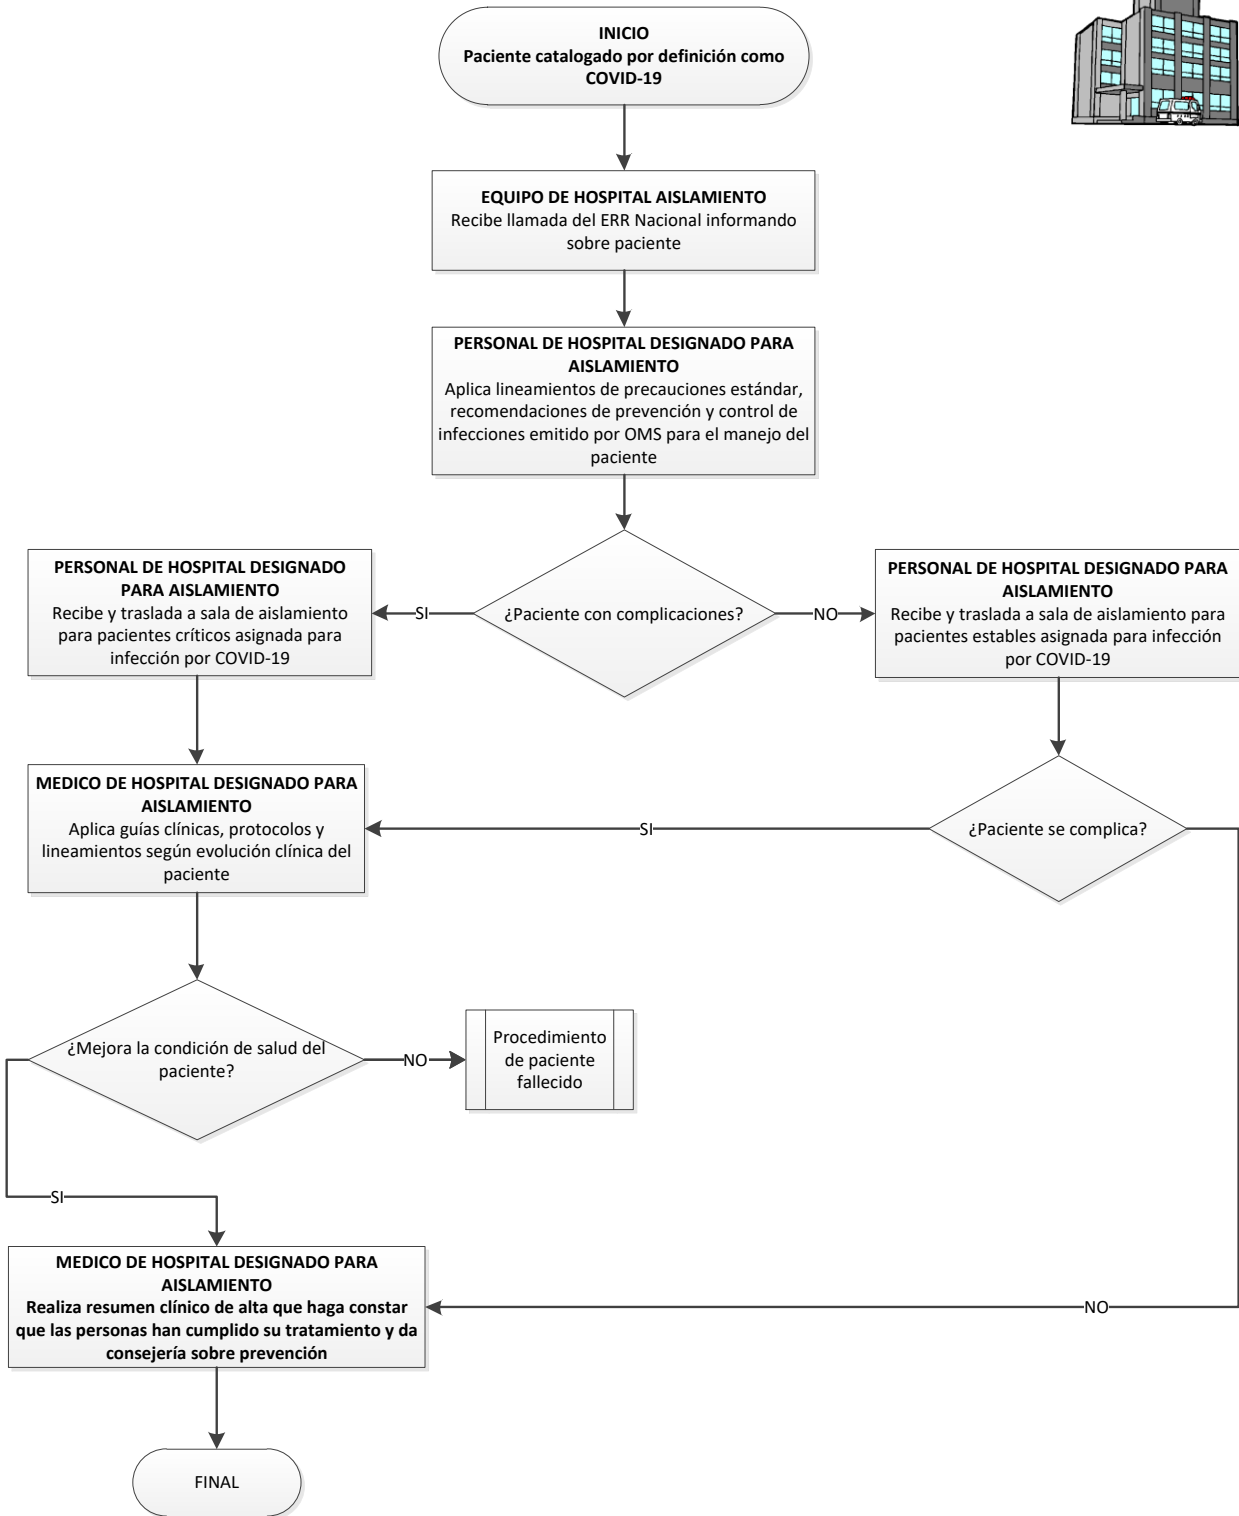 INICIO
Paciente catalogado por definición como
COVID-19
EQUIPO DE HOSPITAL AISLAMIENTO
Recibe llamada del ERR Nacional informando
sobre paciente
PERSONAL DE HOSPITAL DESIGNADO PARA
AISLAMIENTO
Aplica lineamientos de precauciones estándar,
recomendaciones de prevención y control de
infecciones emitido por OMS para el manejo del
paciente
PERSONAL DE HOSPITAL DESIGNADO
PARA AISLAMIENTO
Recibe y traslada a sala de aislamiento
para pacientes críticos asignada para
infección por COVID-19
SI
¿Paciente con complicaciones?
NO
PERSONAL DE HOSPITAL DESIGNADO PARA
AISLAMIENTO
Recibe y traslada a sala de aislamiento para
pacientes estables asignada para infección
por COVID-19
MEDICO DE HOSPITAL DESIGNADO PARA
AISLAMIENTO
Aplica guías clínicas, protocolos y
lineamientos según evolución clínica del
paciente
SI
¿Paciente se complica?
¿Mejora la condición de salud del
paciente?
NO
Procedimiento
de paciente
fallecido
SI
MEDICO DE HOSPITAL DESIGNADO PARA
AISLAMIENTO
Realiza resumen clínico de alta que haga constar
que las personas han cumplido su tratamiento y da
consejería sobre prevención
NO
FINAL